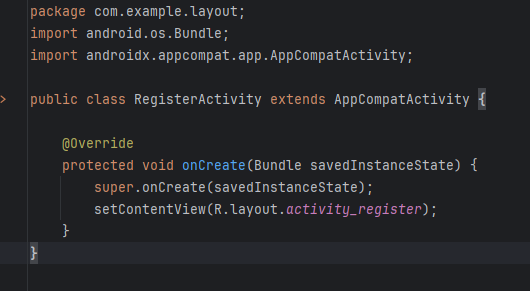 package com.example.layout;
import android.os.Bundle;
import androidx.appcompat.app.AppCompatActivity;
public class RegisterActivity extends AppCompatActivity {
@Override
protected void onCreate(Bundle savedInstanceState) {
super.onCreate(savedInstanceState);
setContentView(R.layout.activity_register);
}
}